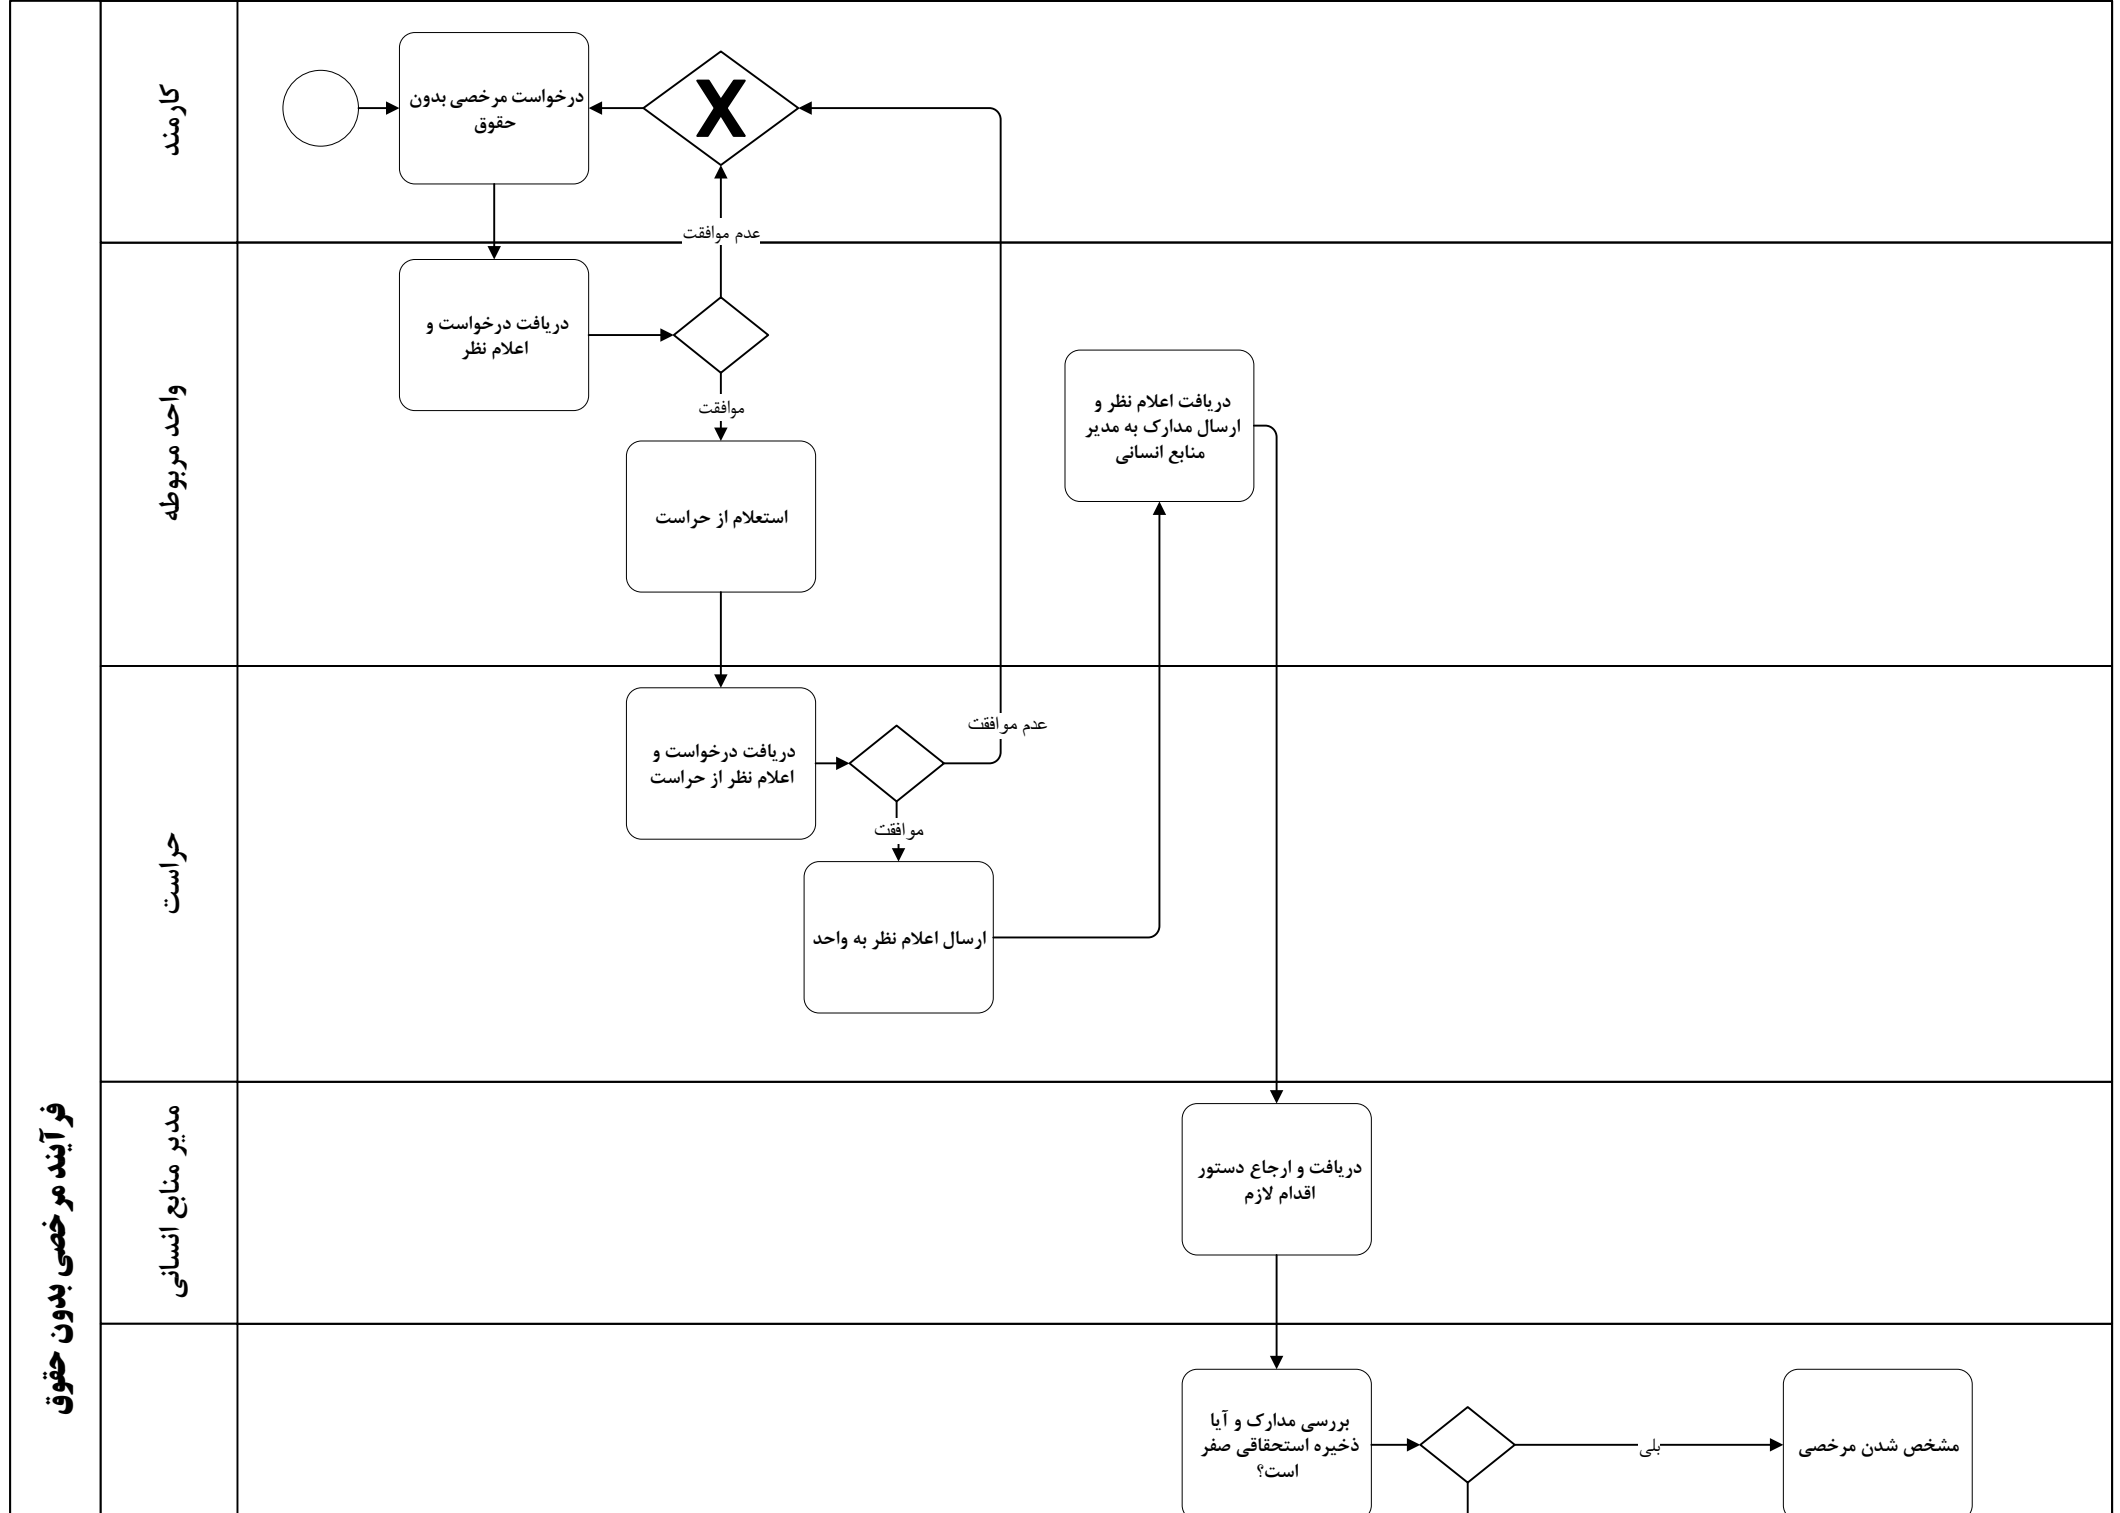 فرآیند مرخصی بدون حقوق
کارمند
درخواست مرخصی بدون
حقوق
X
عدم موافقت
واحد مربوطه
دریافت درخواست و
اعلام نظر
موافقت
استعلام از حراست
دریافت اعلام نظر و
ارسال مدارک به مدیر
منابع انسانی
حراست
دریافت درخواست و
اعلام نظر از حراست
عدم موافقت
موافقت
ارسال اعلام نظر به واحد
مدیر منابع انسانی
دریافت و ارجاع دستور
اقدام لازم
بررسی مدارک و آیا
ذخیره استحقاقی صفر
است؟
بلی
مشخص شدن مرخصی